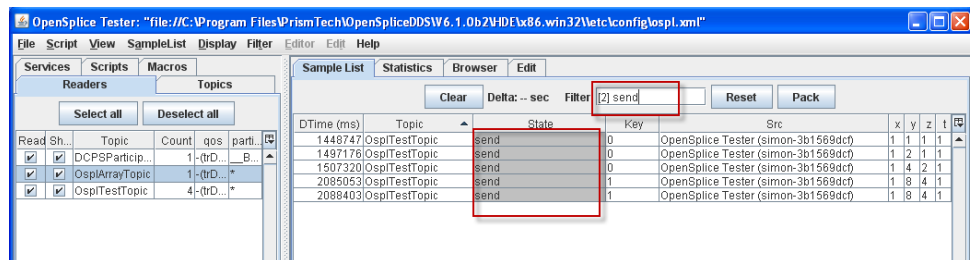 OpenSplice Tester: "file://C:\Program Files\PrismTech\OpenSpliceDDS\V6.1.0b2\HDE\x86.win32\\etc\config\ospl.xml"
File Script View SampleList Display Filter Editor Edit Help
Services Scripts Macros
Readers Topics
Select all Deselect all
Read Sh... Topic Count qos parti...
DCPSParticip... 1 -(trD... __B...
OsplArrayTopic 1 -(trD... *
OsplTestTopic 4 -(trD... *
Sample List Statistics Browser Edit
Clear Delta: -- sec Filter: [2] send Reset Pack
DTime (ms) Topic State Key Src x y z t
1448747 OsplTestTopic send 0 OpenSplice Tester (simon-3b1569dcf) 1 1 1 1
1497176 OsplTestTopic send 0 OpenSplice Tester (simon-3b1569dcf) 1 2 1 1
1507320 OsplTestTopic send 0 OpenSplice Tester (simon-3b1569dcf) 1 4 2 1
2085053 OsplTestTopic send 1 OpenSplice Tester (simon-3b1569dcf) 1 8 4 1
2088403 OsplTestTopic send 1 OpenSplice Tester (simon-3b1569dcf) 1 8 4 1